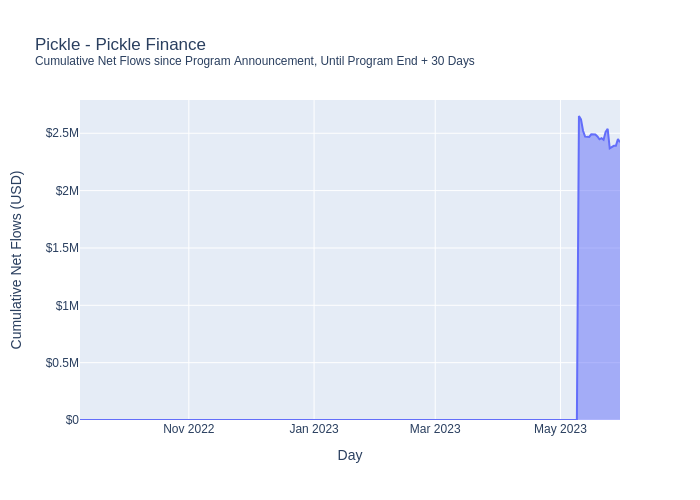 Pickle - Pickle Finance
Cumulative Net Flows since Program Announcement, Until Program End + 30 Days
Cumulative Net Flows (USD)
$2.5M
$2M
$1.5M
$1M
$0.5M
$0
Nov 2022 Jan 2023 Mar 2023 May 2023
Day